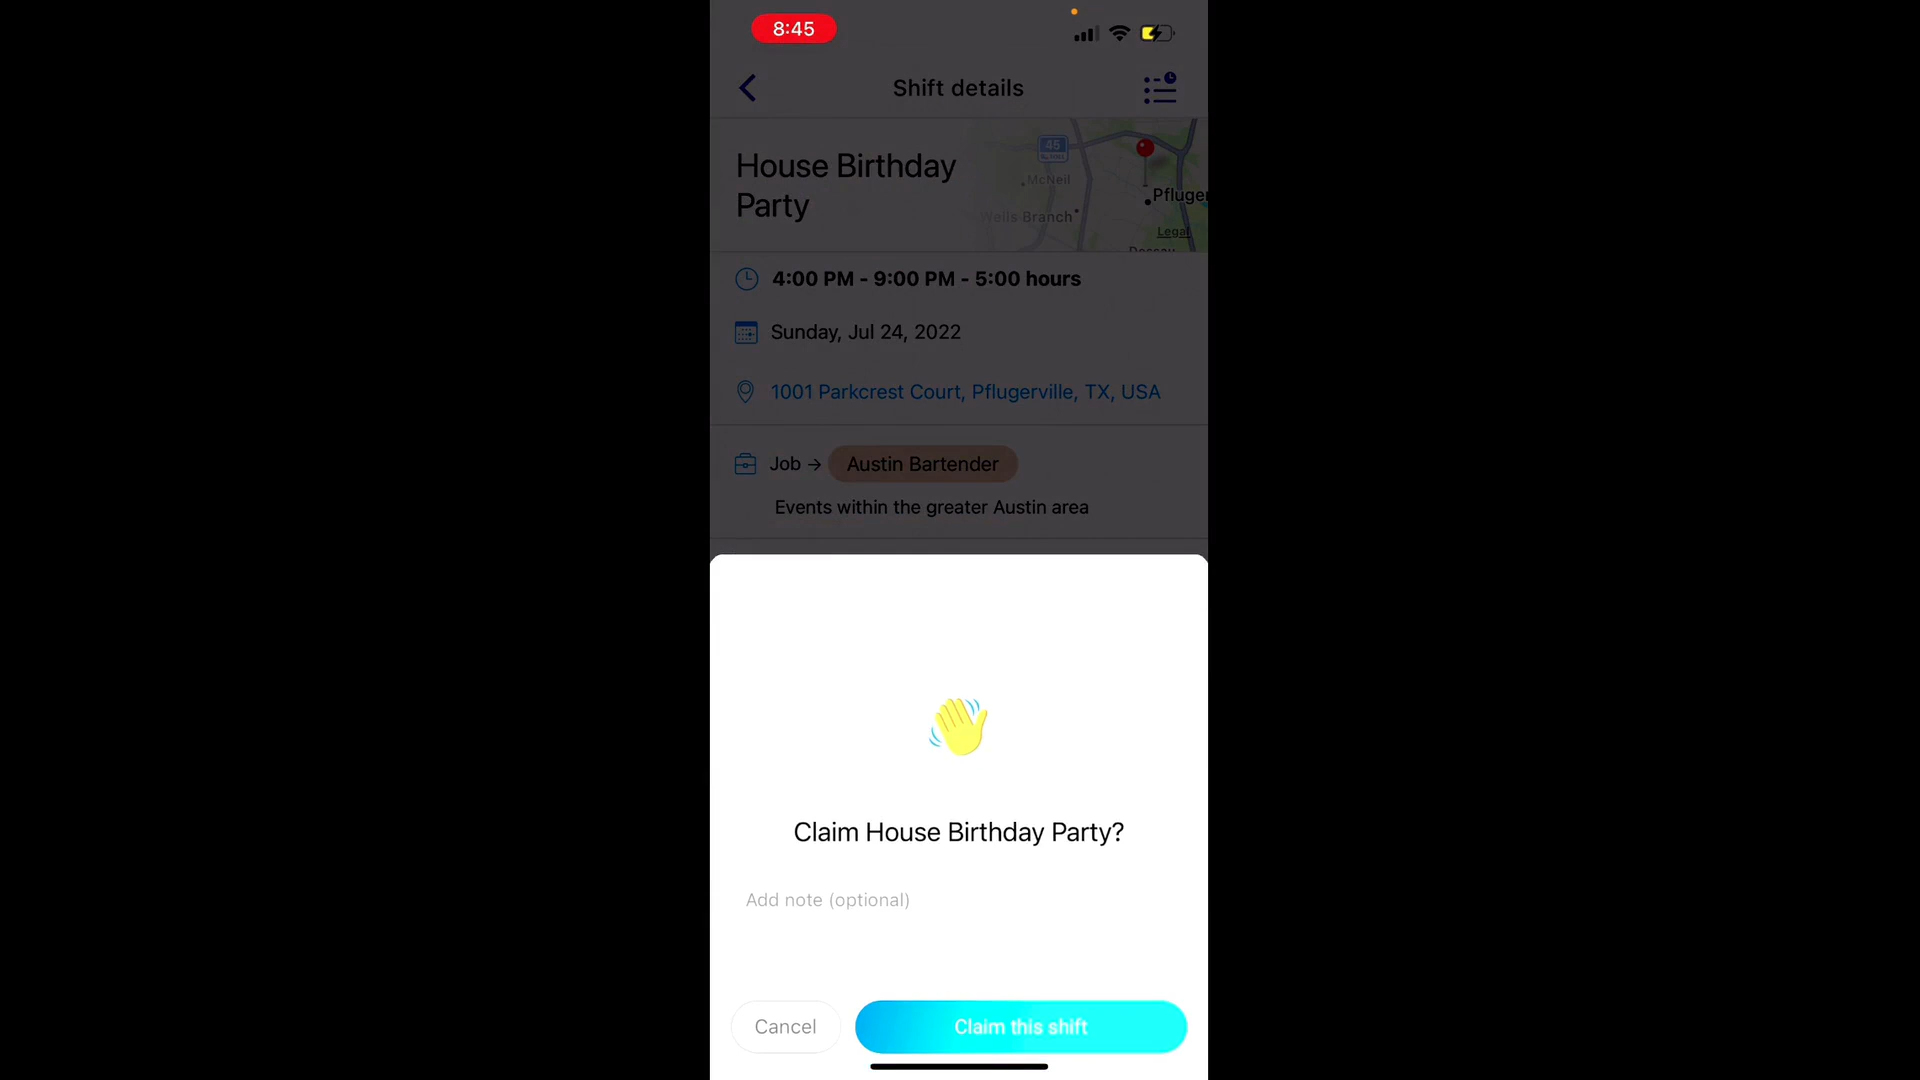 8:45
Shift details
House Birthday
Party
45
McNeil
Wells Branch
Legal
4:00 PM - 9:00 PM - 5:00 hours
Sunday, Jul 24, 2022
1001 Parkcrest Court, Pflugerville, TX, USA
Job → Austin Bartender
Events within the greater Austin area
Claim House Birthday Party?
Add note (optional)
Cancel
Claim this shift